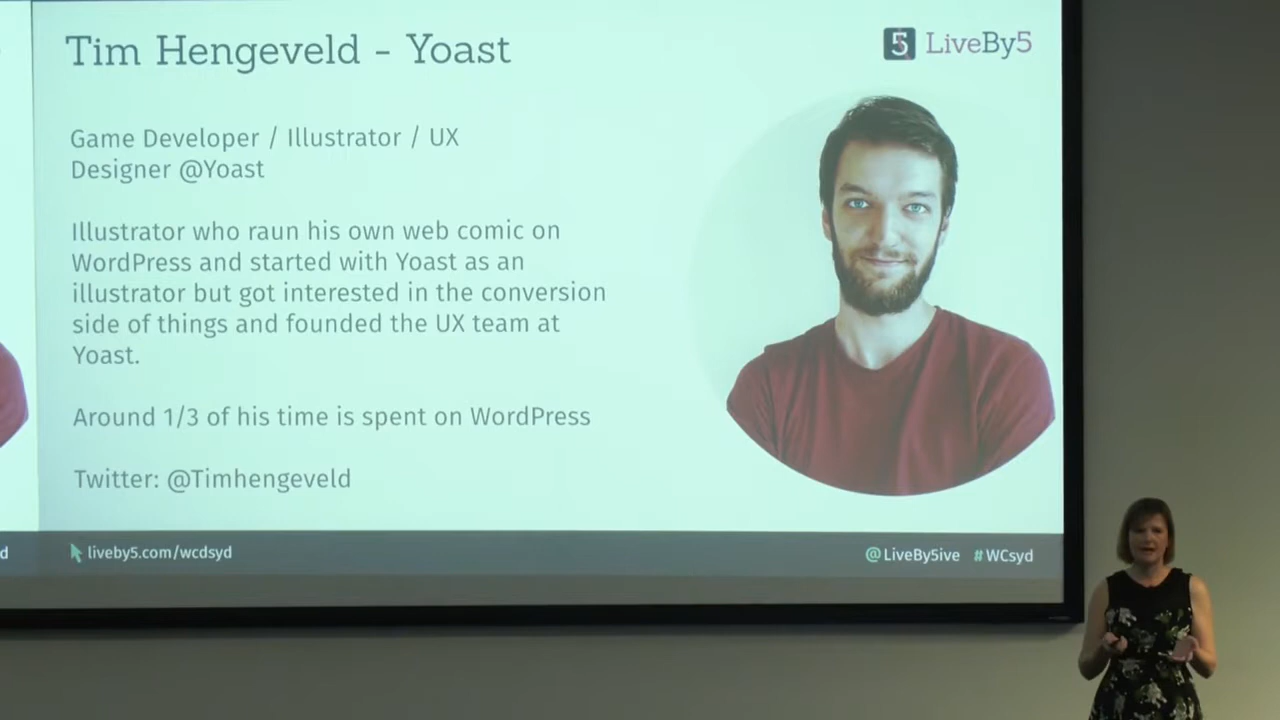 Tim Hengeveld - Yoast
5 LiveBy5
Game Developer / Illustrator / UX
Designer @Yoast
Illustrator who raun his own web comic on
WordPress and started with Yoast as an
illustrator but got interested in the conversion
side of things and founded the UX team at
Yoast.
Around 1/3 of his time is spent on WordPress
Twitter: @Timhengeveld
d
liveby5.com/wcdsyd
@LiveBy5ive #WCsyd